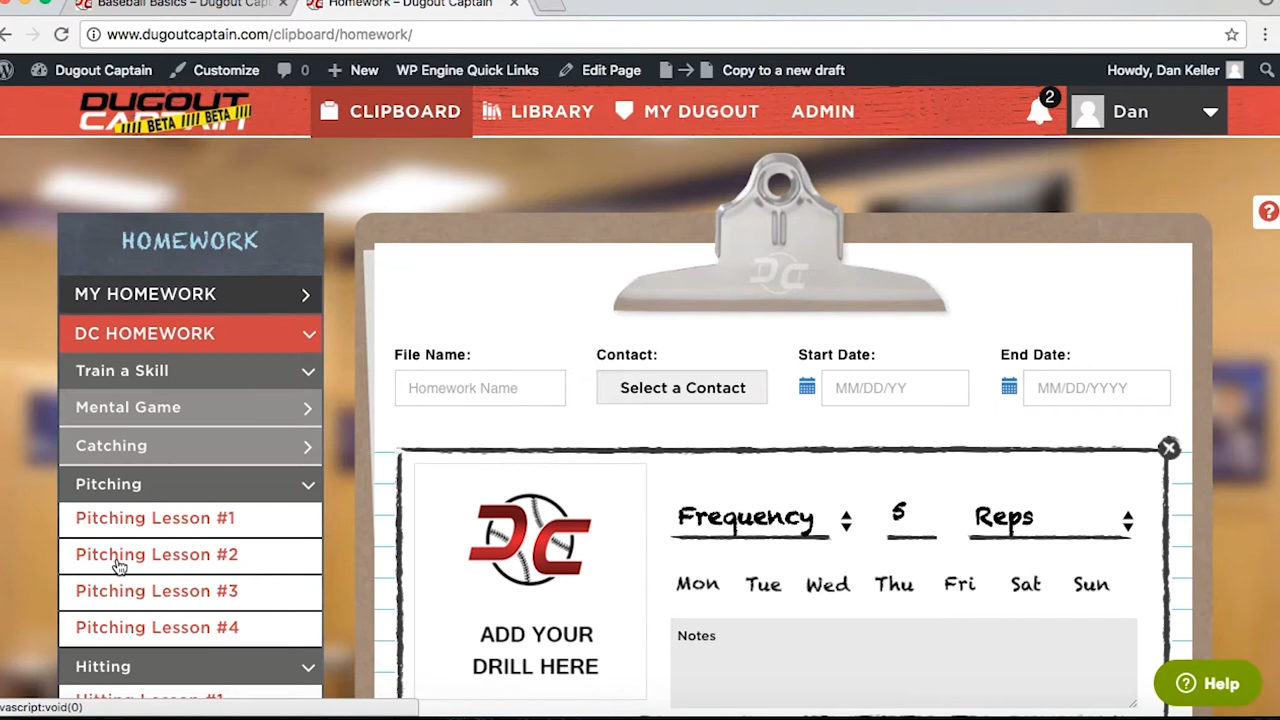 Baseball Basics – Dugout Capt
Homework – Dugout Captain
www.dugoutcaptain.com/clipboard/homework/
Dugout Captain Customize 0 New WP Engine Quick Links Edit Page Copy to a new draft Howdy, Dan Keller
DUGOUT CAPTAIN BETA CLIPBOARD LIBRARY MY DUGOUT ADMIN 2 Dan
HOMEWORK
MY HOMEWORK
DC HOMEWORK
Train a Skill
Mental Game
Catching
Pitching
Pitching Lesson #1
Pitching Lesson #2
Pitching Lesson #3
Pitching Lesson #4
Hitting
Hitting Lesson #1
vascript:void(0)
DC
File Name: Contact: Start Date: End Date:
Homework Name Select a Contact MM/DD/YY MM/DD/YYYY
DC
ADD YOUR
DRILL HERE
Frequency 5 Reps
Mon Tue Wed Thu Fri Sat Sun
Notes
?
? Help